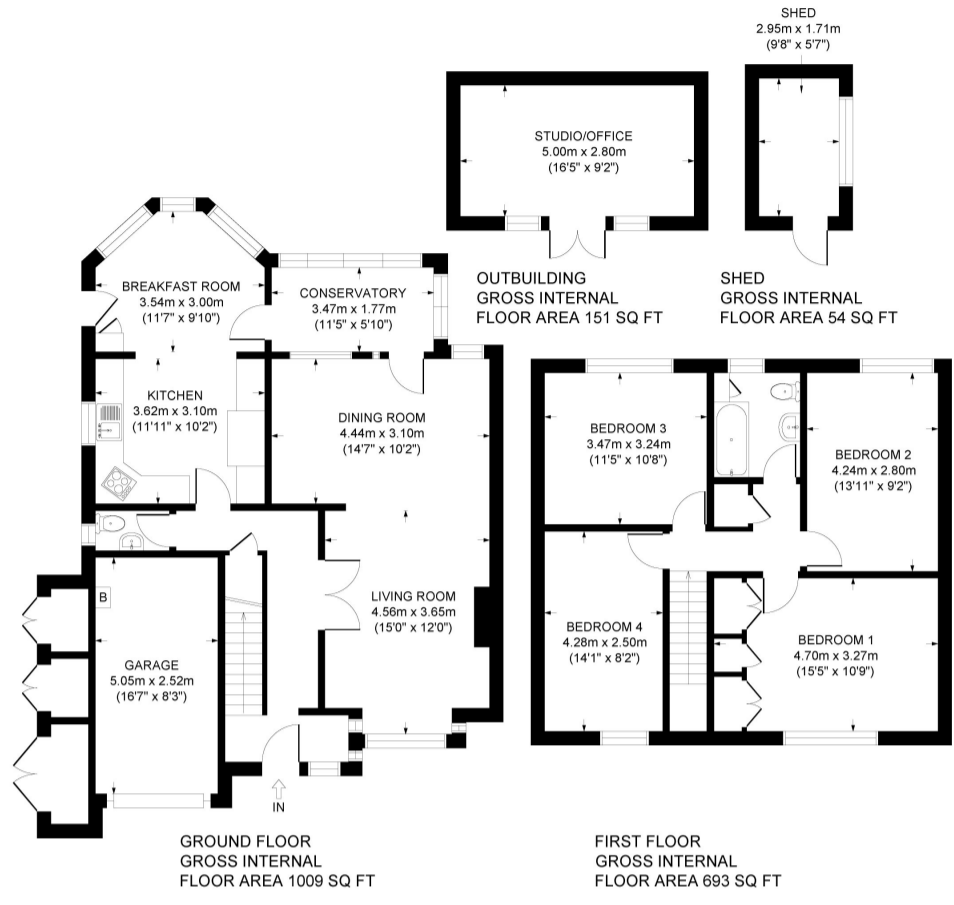 SHED
2.95m x 1.71m
(9'8" x 5'7")
STUDIO/OFFICE
5.00m x 2.80m
(16'5" x 9'2")
OUTBUILDING
GROSS INTERNAL
FLOOR AREA 151 SQ FT
SHED
GROSS INTERNAL
FLOOR AREA 54 SQ FT
BREAKFAST ROOM
3.54m x 3.00m
(11'7" x 9'10")
CONSERVATORY
3.47m x 1.77m
(11'5" x 5'10")
KITCHEN
3.62m x 3.10m
(11'11" x 10'2")
DINING ROOM
4.44m x 3.10m
(14'7" x 10'2")
LIVING ROOM
4.56m x 3.65m
(15'0" x 12'0")
B
GARAGE
5.05m x 2.52m
(16'7" x 8'3")
IN
GROUND FLOOR
GROSS INTERNAL
FLOOR AREA 1009 SQ FT
BEDROOM 3
3.47m x 3.24m
(11'5" x 10'8")
BEDROOM 2
4.24m x 2.80m
(13'11" x 9'2")
BEDROOM 4
4.28m x 2.50m
(14'1" x 8'2")
BEDROOM 1
4.70m x 3.27m
(15'5" x 10'9")
FIRST FLOOR
GROSS INTERNAL
FLOOR AREA 693 SQ FT